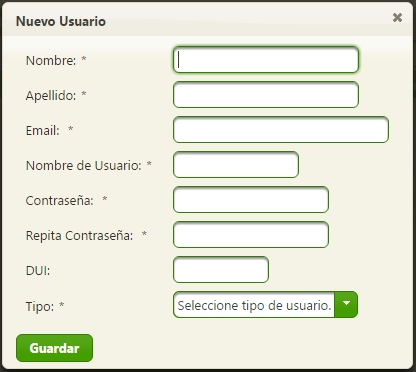 Nuevo Usuario
Nombre: *
Apellido: *
Email: *
Nombre de Usuario: *
Contraseña: *
Repita Contraseña: *
DUI:
Tipo: * Seleccione tipo de usuario.
Guardar